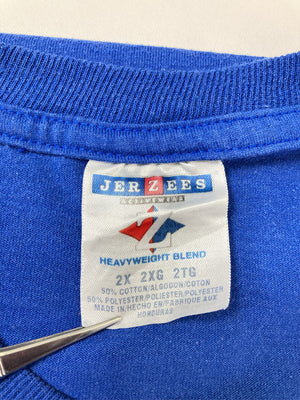 JERZEES
ACTIVEWEAR
Z
HEAVYWEIGHT BLEND
2X 2XG 2TG
50% COTTON/ALGODON/COTON
50% POLYESTER/POLIESTER/POLYESTER
MADE IN/HECHO EN/FABRIQUE AUX
HONDURAS